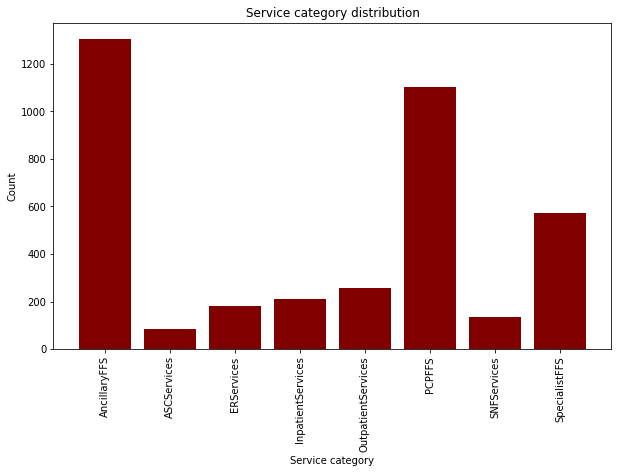 Service category distribution
Count
1200
1000
800
600
400
200
0
AncillaryFFS
ASCServices
ERServices
InpatientServices
OutpatientServices
PCPFFS
SNFServices
SpecialistFFS
Service category